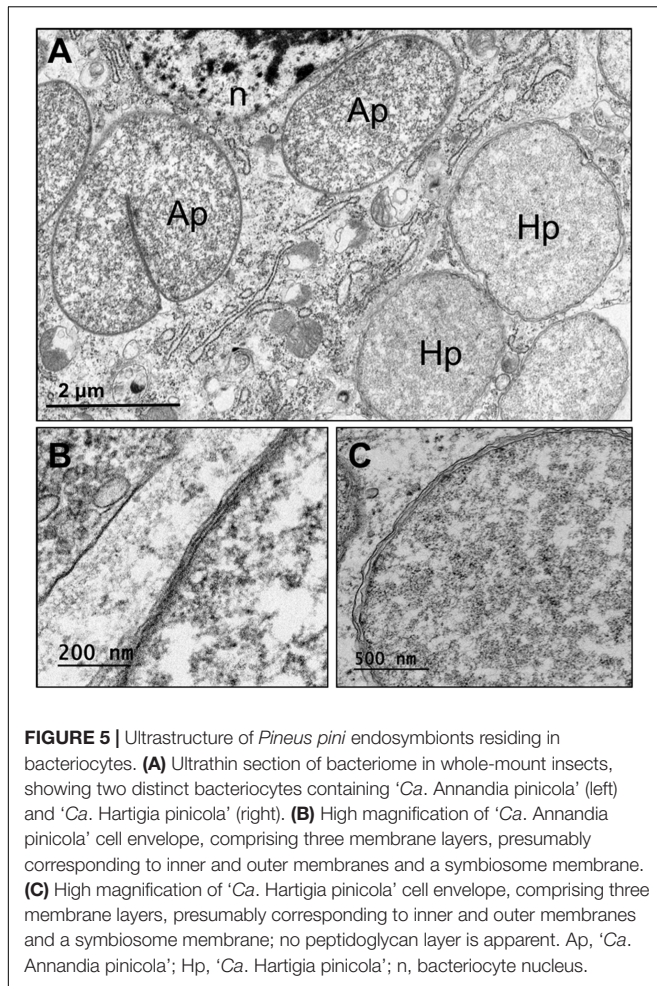 A
n
Ap
Ap
Hp
Hp
2 µm
B
C
200 nm
500 nm
FIGURE 5 | Ultrastructure of Pineus pini endosymbionts residing in
bacteriocytes. (A) Ultrathin section of bacteriome in whole-mount insects,
showing two distinct bacteriocytes containing ‘Ca. Annandia pinicola’ (left)
and ‘Ca. Hartigia pinicola’ (right). (B) High magnification of ‘Ca. Annandia
pinicola’ cell envelope, comprising three membrane layers, presumably
corresponding to inner and outer membranes and a symbiosome membrane.
(C) High magnification of ‘Ca. Hartigia pinicola’ cell envelope, comprising three
membrane layers, presumably corresponding to inner and outer membranes
and a symbiosome membrane; no peptidoglycan layer is apparent. Ap, ‘Ca.
Annandia pinicola’; Hp, ‘Ca. Hartigia pinicola’; n, bacteriocyte nucleus.